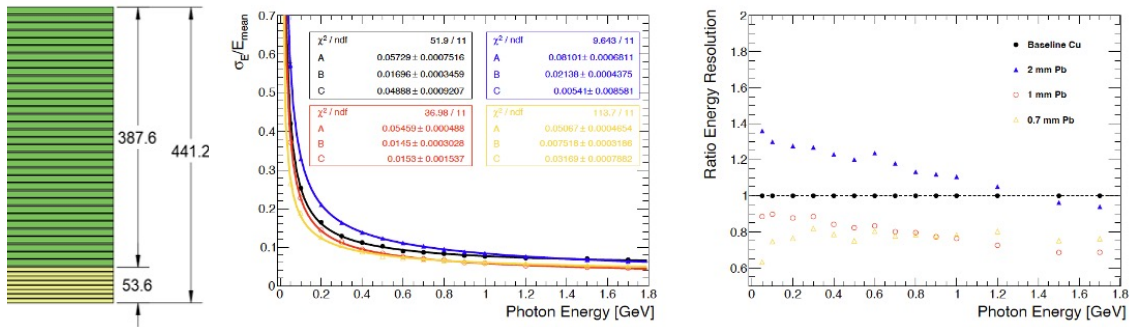 387.6
441.2
53.6
σE/Emean
0.7
0.6
0.5
0.4
0.3
0.2
0.1
0
χ² / ndf 51.9 / 11
A 0.05729 ± 0.0007516
B 0.01696 ± 0.0003459
C 0.04888 ± 0.0009207
χ² / ndf 9.643 / 11
A 0.08101 ± 0.0006811
B 0.02138 ± 0.0004375
C 0.00541 ± 0.008581
χ² / ndf 36.98 / 11
A 0.05459 ± 0.000488
B 0.0145 ± 0.0003028
C 0.0153 ± 0.001537
χ² / ndf 113.7 / 11
A 0.05067 ± 0.0004654
B 0.007518 ± 0.0003188
C 0.03169 ± 0.0007882
0 0.2 0.4 0.6 0.8 1 1.2 1.4 1.6 1.8
Photon Energy [GeV]
Ratio Energy Resolution
2
1.8
1.6
1.4
1.2
1
0.8
0.6
Baseline Cu
2 mm Pb
1 mm Pb
0.7 mm Pb
0 0.2 0.4 0.6 0.8 1 1.2 1.4 1.6 1.8
Photon Energy [GeV]